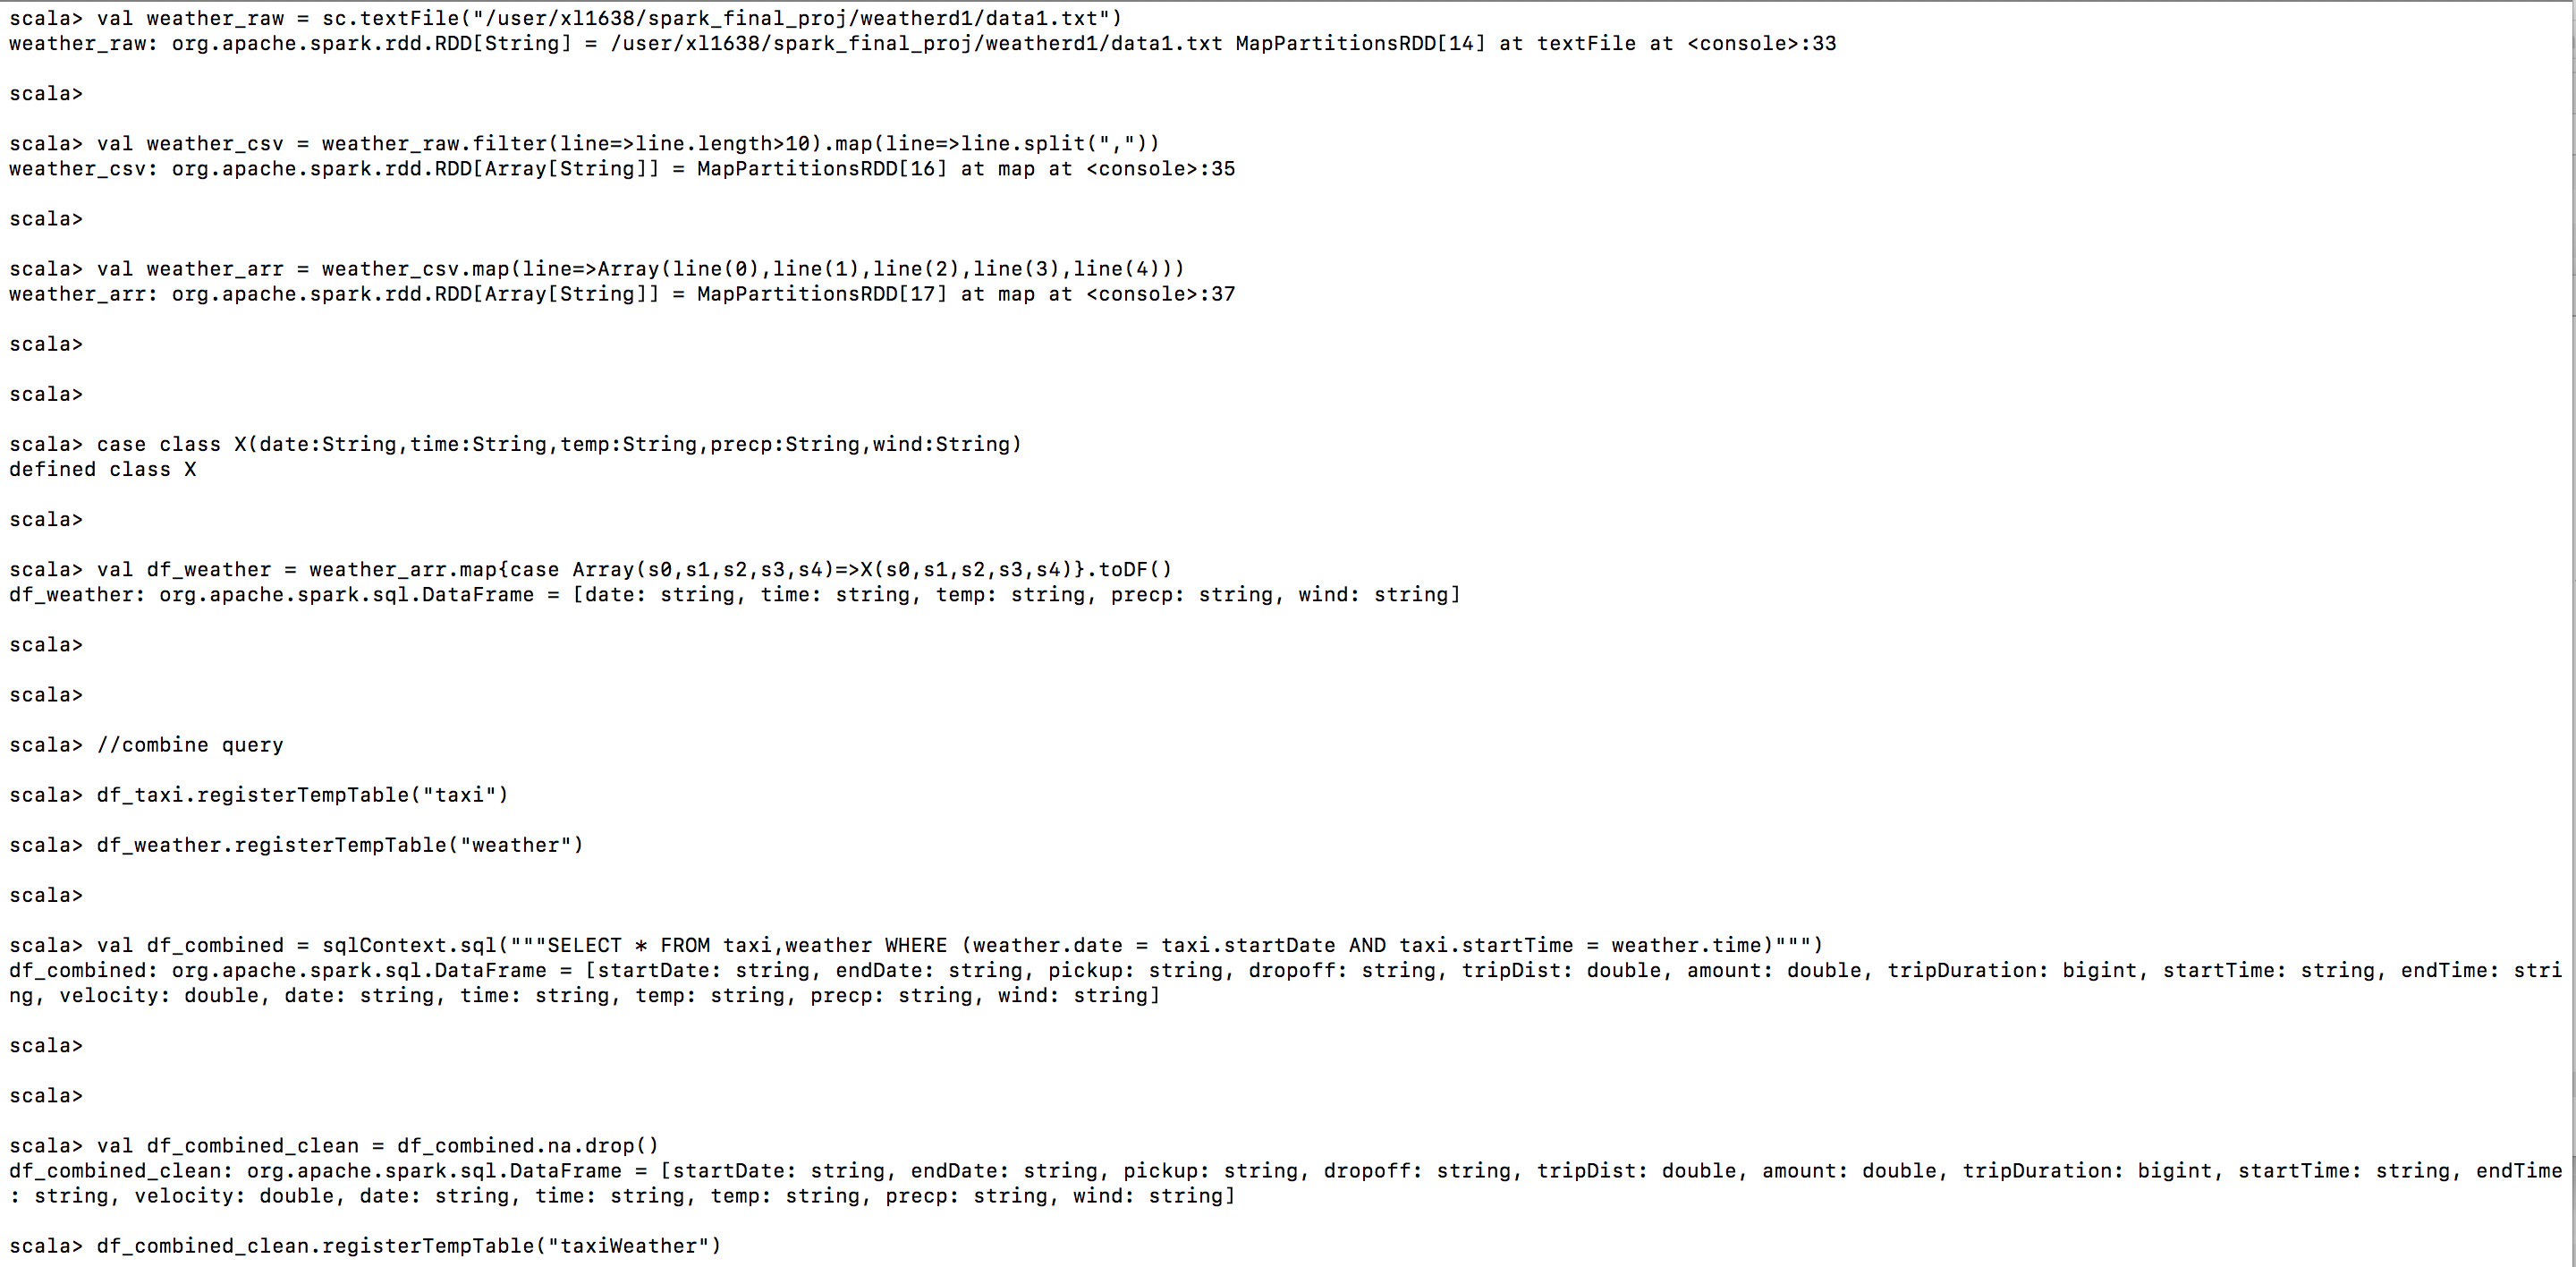 scala> val weather_raw = sc.textFile("/user/xl1638/spark_final_proj/weatherd1/data1.txt")
weather_raw: org.apache.spark.rdd.RDD[String] = /user/xl1638/spark_final_proj/weatherd1/data1.txt MapPartitionsRDD[14] at textFile at <console>:33
scala>
scala> val weather_csv = weather_raw.filter(line=>line.length>10).map(line=>line.split(","))
weather_csv: org.apache.spark.rdd.RDD[Array[String]] = MapPartitionsRDD[16] at map at <console>:35
scala>
scala> val weather_arr = weather_csv.map(line=>Array(line(0),line(1),line(2),line(3),line(4)))
weather_arr: org.apache.spark.rdd.RDD[Array[String]] = MapPartitionsRDD[17] at map at <console>:37
scala>
scala>
scala> case class X(date:String,time:String,temp:String,precp:String,wind:String)
defined class X
scala>
scala> val df_weather = weather_arr.map{case Array(s0,s1,s2,s3,s4)=>X(s0,s1,s2,s3,s4)}.toDF()
df_weather: org.apache.spark.sql.DataFrame = [date: string, time: string, temp: string, precp: string, wind: string]
scala>
scala>
scala> //combine query
scala> df_taxi.registerTempTable("taxi")
scala> df_weather.registerTempTable("weather")
scala>
scala> val df_combined = sqlContext.sql("""SELECT * FROM taxi,weather WHERE (weather.date = taxi.startDate AND taxi.startTime = weather.time)""")
df_combined: org.apache.spark.sql.DataFrame = [startDate: string, endDate: string, pickup: string, dropoff: string, tripDist: double, amount: double, tripDuration: bigint, startTime: string, endTime: stri
ng, velocity: double, date: string, time: string, temp: string, precp: string, wind: string]
scala>
scala>
scala> val df_combined_clean = df_combined.na.drop()
df_combined_clean: org.apache.spark.sql.DataFrame = [startDate: string, endDate: string, pickup: string, dropoff: string, tripDist: double, amount: double, tripDuration: bigint, startTime: string, endTime
: string, velocity: double, date: string, time: string, temp: string, precp: string, wind: string]
scala> df_combined_clean.registerTempTable("taxiWeather")